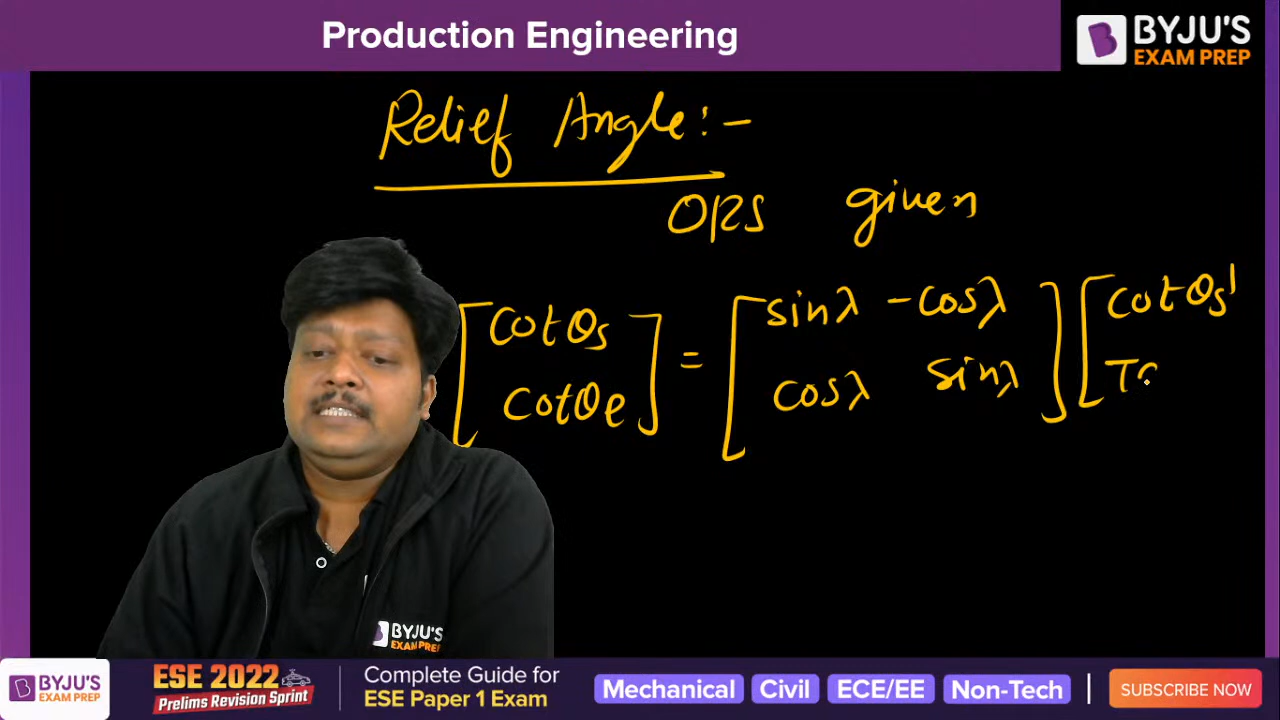 Production Engineering
BYJU'S
EXAM PREP
Relief Angle:-
ORS given
[cotθs cotθe] = [sinλ -cosλ cosλ sinλ] [cotθs'
BYJU'S
EXAM PREP
BYJU'S
EXAM PREP
ESE 2022
Prelims Revision Sprint
Complete Guide for
ESE Paper 1 Exam
Mechanical Civil ECE/EE Non-Tech
SUBSCRIBE NOW